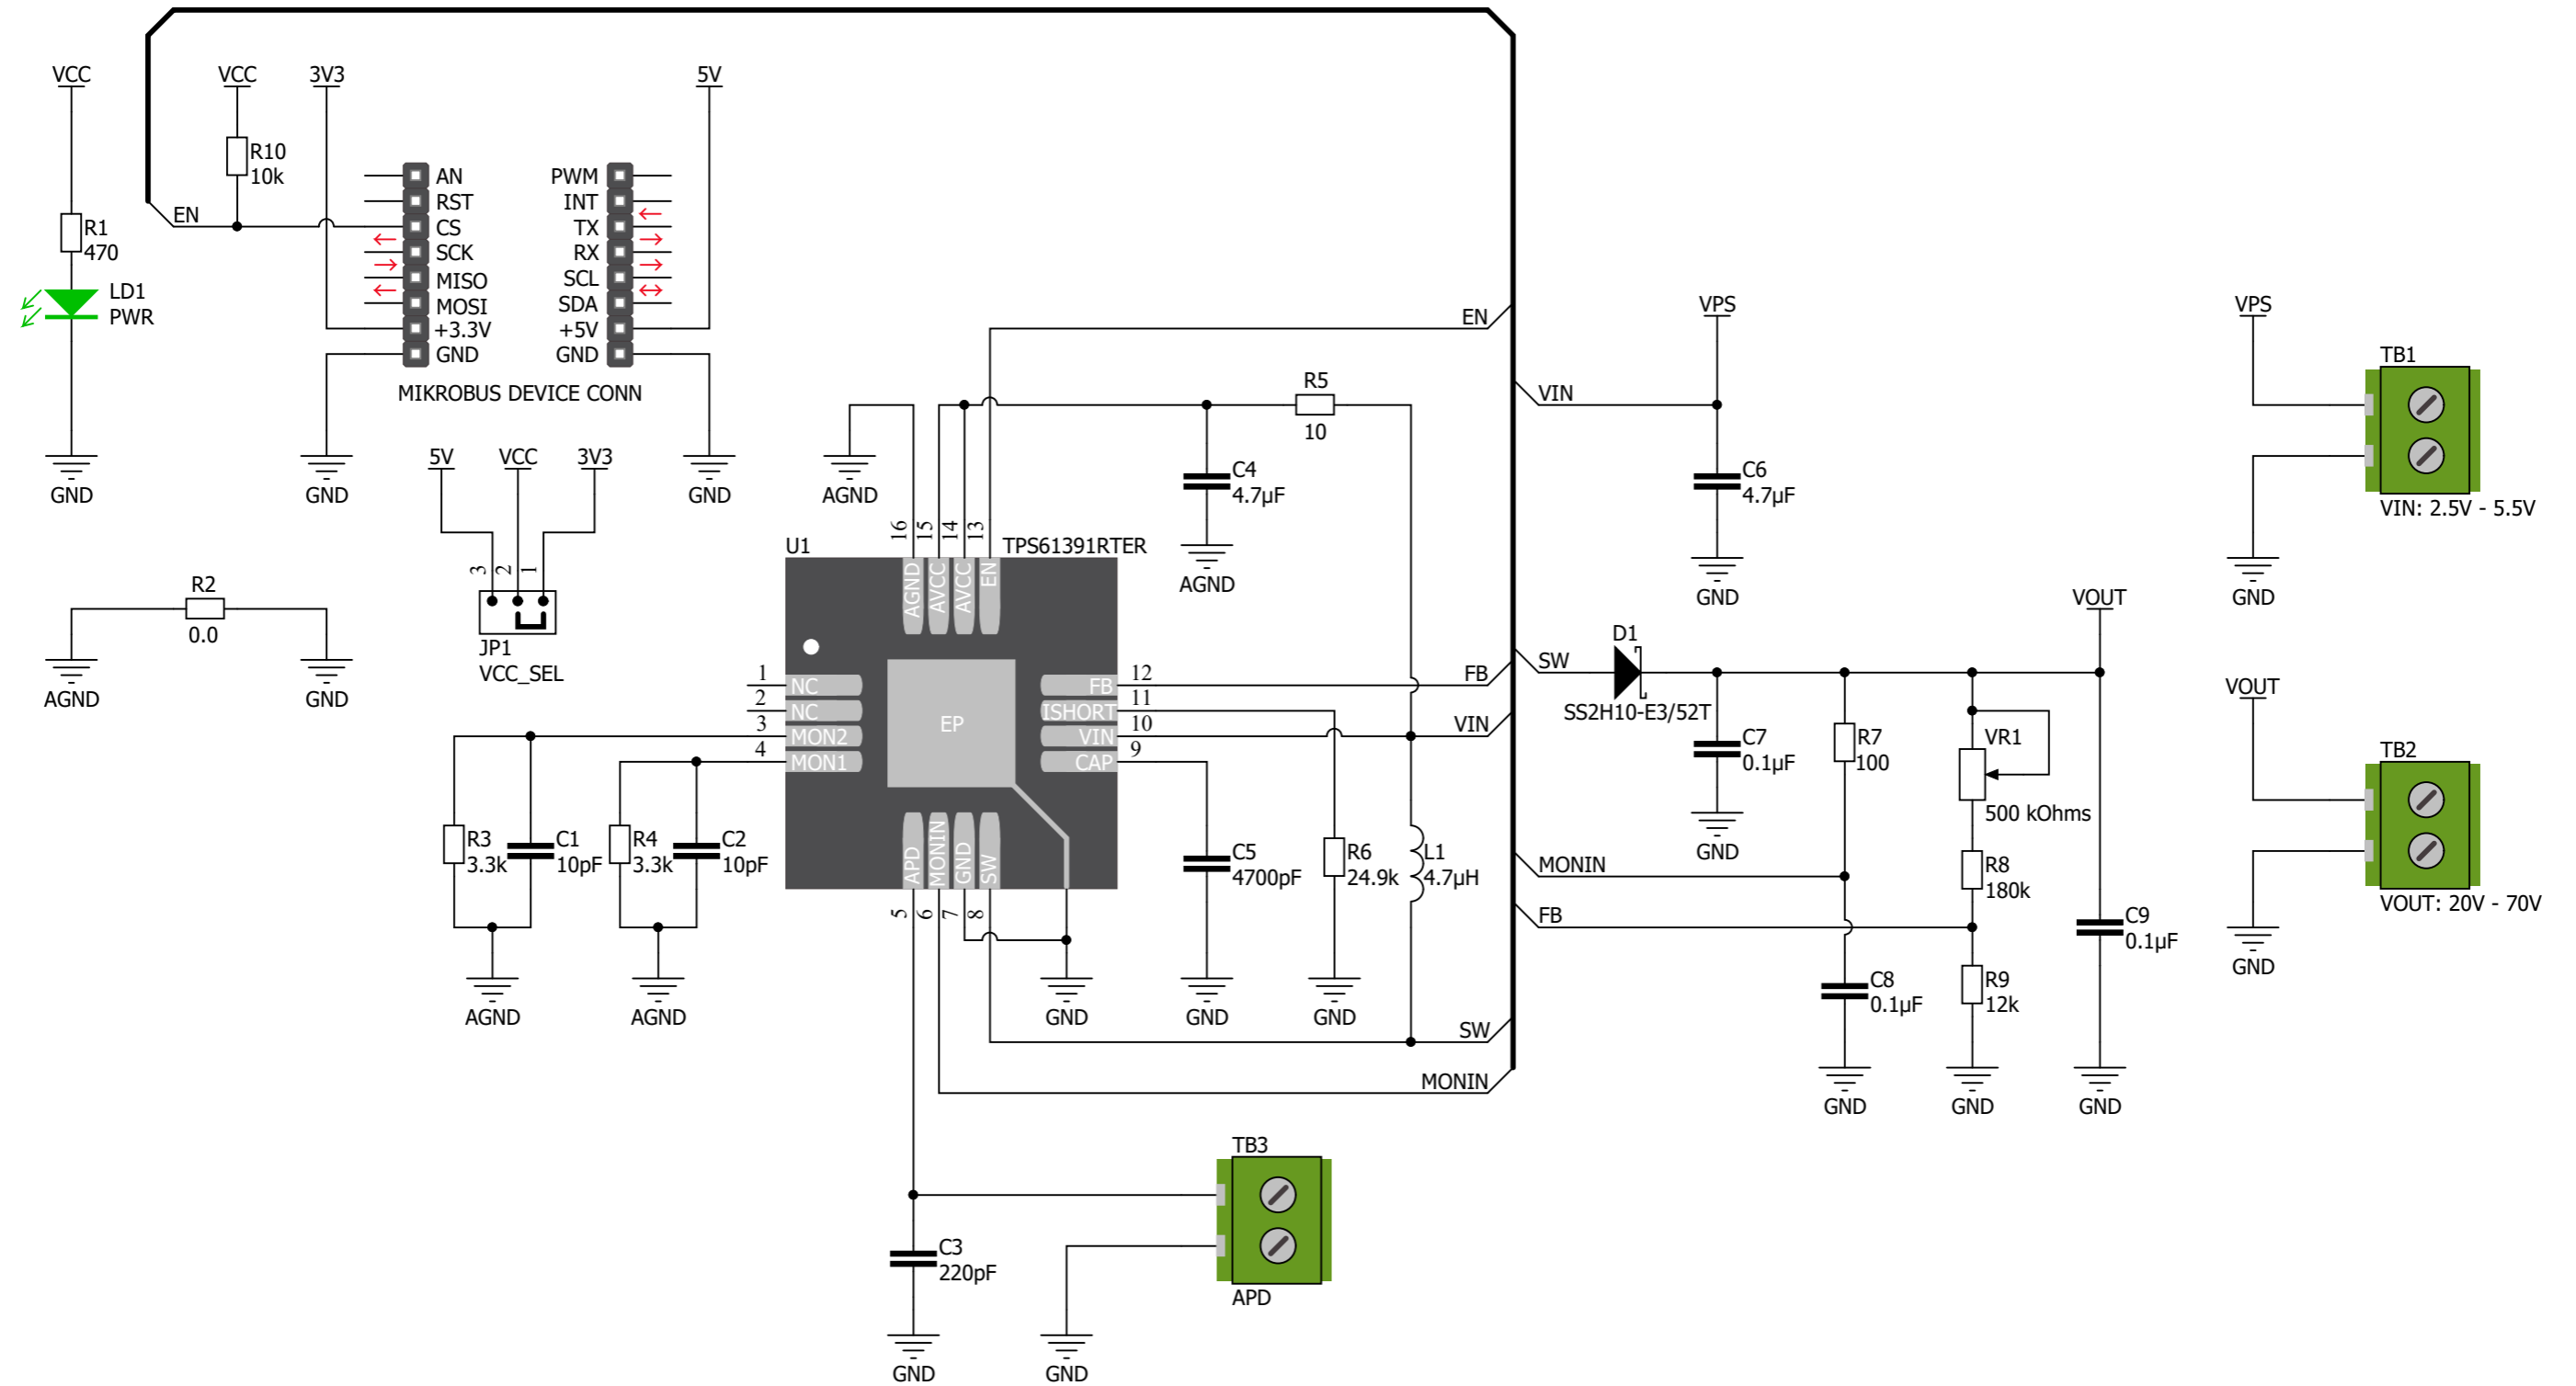 VCC
VCC
3V3
5V
R10
10k
R1
470
LD1
PWR
GND
EN
AN
RST
CS
SCK
MISO
MOSI
+3.3V
GND
PWM
INT
TX
RX
SCL
SDA
+5V
GND
MIKROBUS DEVICE CONN
GND
GND
5V
VCC
3V3
3
2
1
JP1
VCC_SEL
R2
0.0
AGND
GND
AGND
EN
R5
10
C4
4.7µF
AGND
U1
TPS61391RTER
16
15
14
13
AGND
AVCC
AVCC
EN
1
NC
2
NC
3
MON2
4
MON1
EP
12
FB
11
ISHORT
10
VIN
9
CAP
APD
MONIN
GND
SW
5
6
7
8
FB
VIN
R3
3.3k
C1
10pF
R4
3.3k
C2
10pF
AGND
AGND
GND
C5
4700pF
GND
R6
24.9k
GND
L1
4.7µH
SW
MONIN
TB3
APD
C3
220pF
GND
GND
VPS
VIN
C6
4.7µF
GND
VPS
TB1
VIN: 2.5V - 5.5V
GND
VOUT
SW
D1
SS2H10-E3/52T
C7
0.1µF
GND
R7
100
VR1
500 kOhms
MONIN
R8
180k
FB
C8
0.1µF
GND
R9
12k
GND
C9
0.1µF
GND
VOUT
TB2
VOUT: 20V - 70V
GND